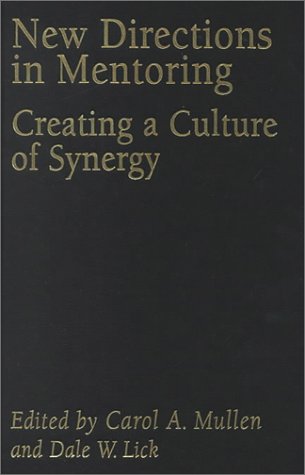 New Directions
in Mentoring
Creating a Culture
of Synergy
Edited by Carol A. Mullen
and Dale W. Lick